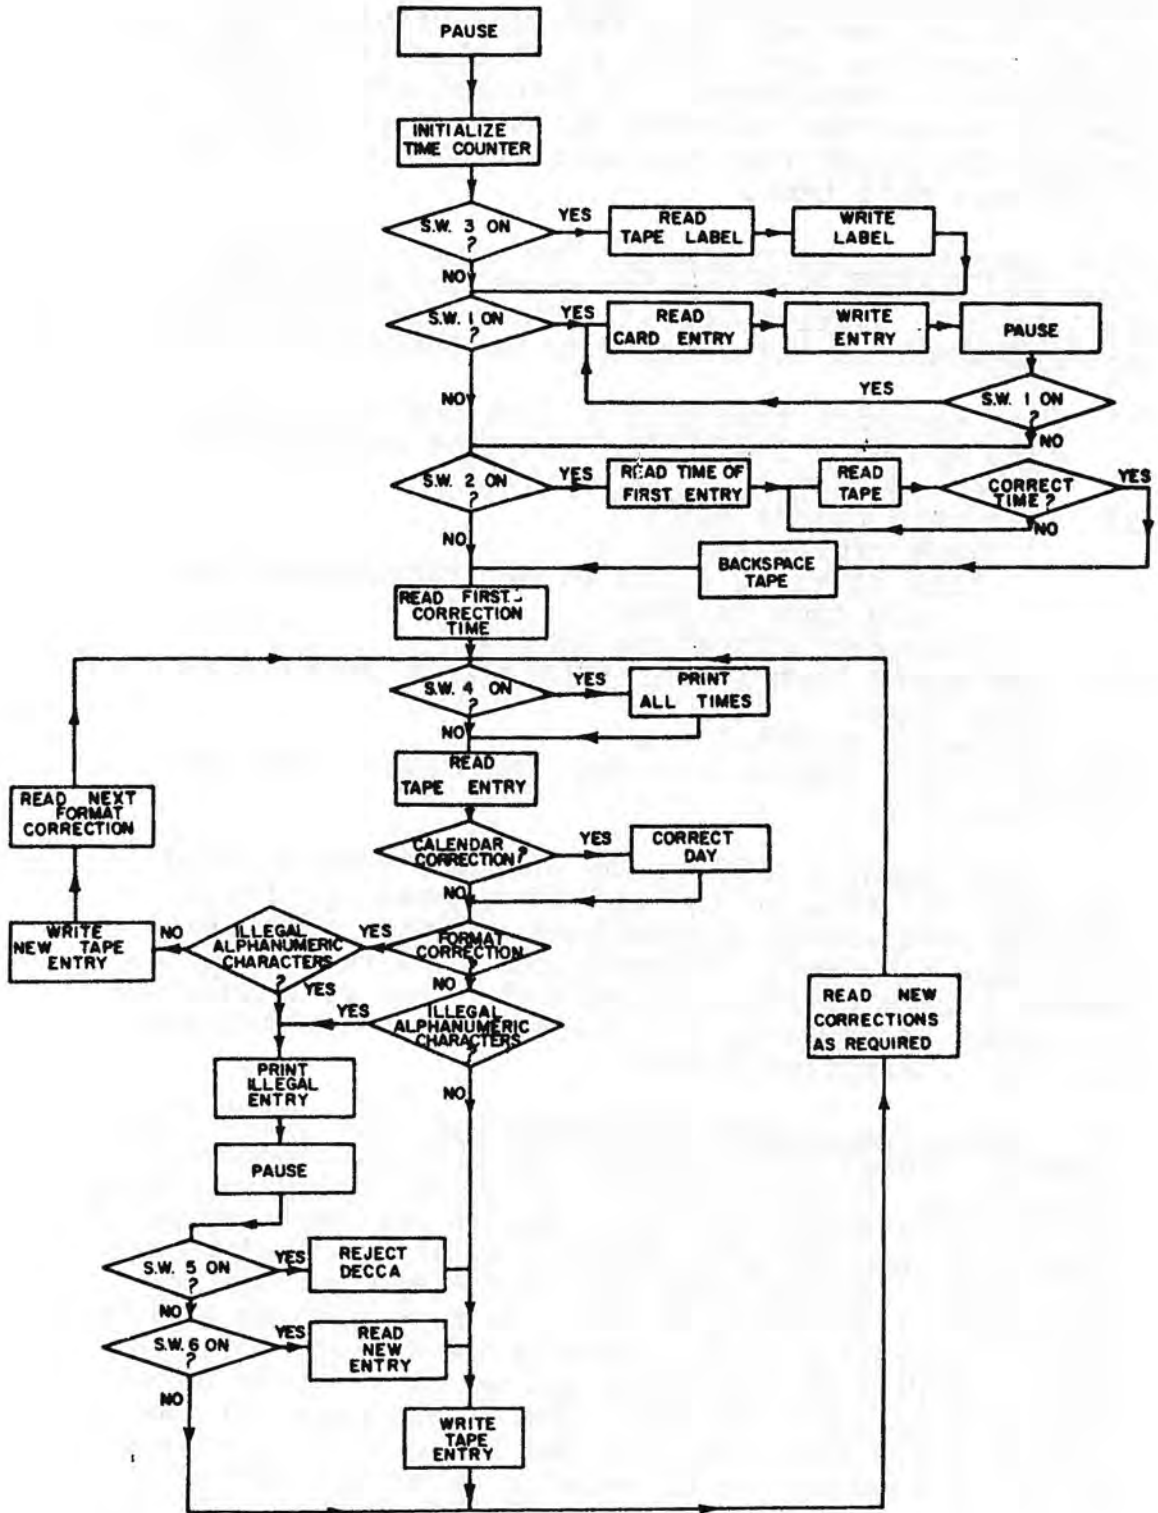 PAUSE
INITIALIZE
TIME COUNTER
S.W. 3 ON
?
YES
READ
TAPE LABEL
WRITE
LABEL
NO
S.W. 1 ON
?
YES
READ
CARD ENTRY
WRITE
ENTRY
PAUSE
YES
S.W. 1 ON
?
NO
NO
S.W. 2 ON
?
YES
READ TIME OF
FIRST ENTRY
READ
TAPE
CORRECT
TIME?
YES
NO
NO
BACKSPACE
TAPE
READ FIRST
CORRECTION
TIME
S.W. 4 ON
?
YES
PRINT
ALL TIMES
NO
READ
TAPE ENTRY
READ NEXT
FORMAT
CORRECTION
CALENDAR
CORRECTION?
YES
CORRECT
DAY
NO
WRITE
NEW TAPE
ENTRY
NO
ILLEGAL
ALPHANUMERIC
CHARACTERS
?
YES
FORMAT
CORRECTION
?
YES
NO
YES
ILLEGAL
ALPHANUMERIC
CHARACTERS
?
READ NEW
CORRECTIONS
AS REQUIRED
PRINT
ILLEGAL
ENTRY
NO
PAUSE
S.W. 5 ON
?
YES
REJECT
DECCA
NO
S.W. 6 ON
?
YES
READ
NEW
ENTRY
NO
WRITE
TAPE
ENTRY